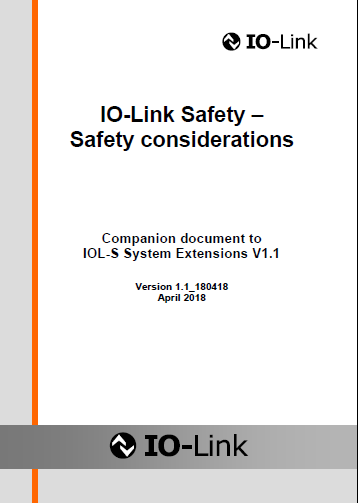 IO-Link
IO-Link Safety –
Safety considerations
Companion document to
IOL-S System Extensions V1.1
Version 1.1_180418
April 2018
IO-Link